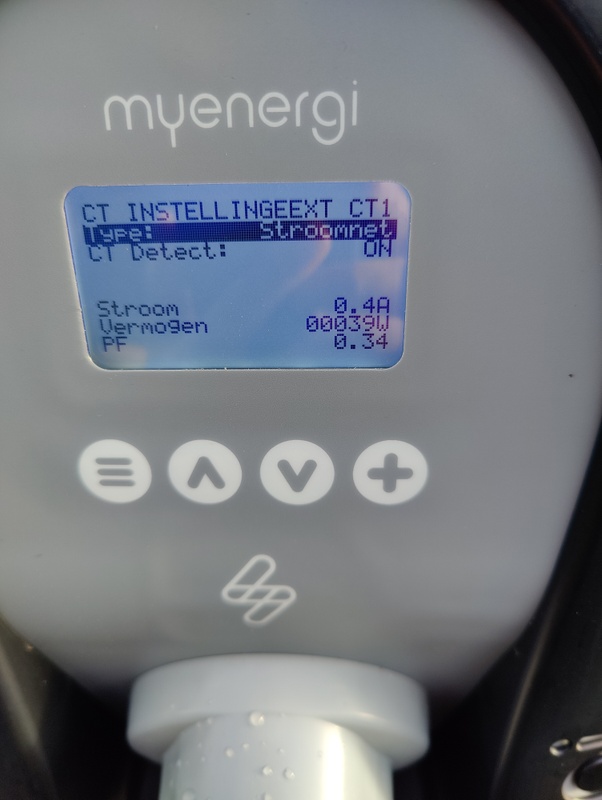 myenergi
CT INSTELLINGEEXT CT1
Type: Stroomnet
CT Detect: ON
Stroom 0.4A
Vermogen 00039W
PF 0.34